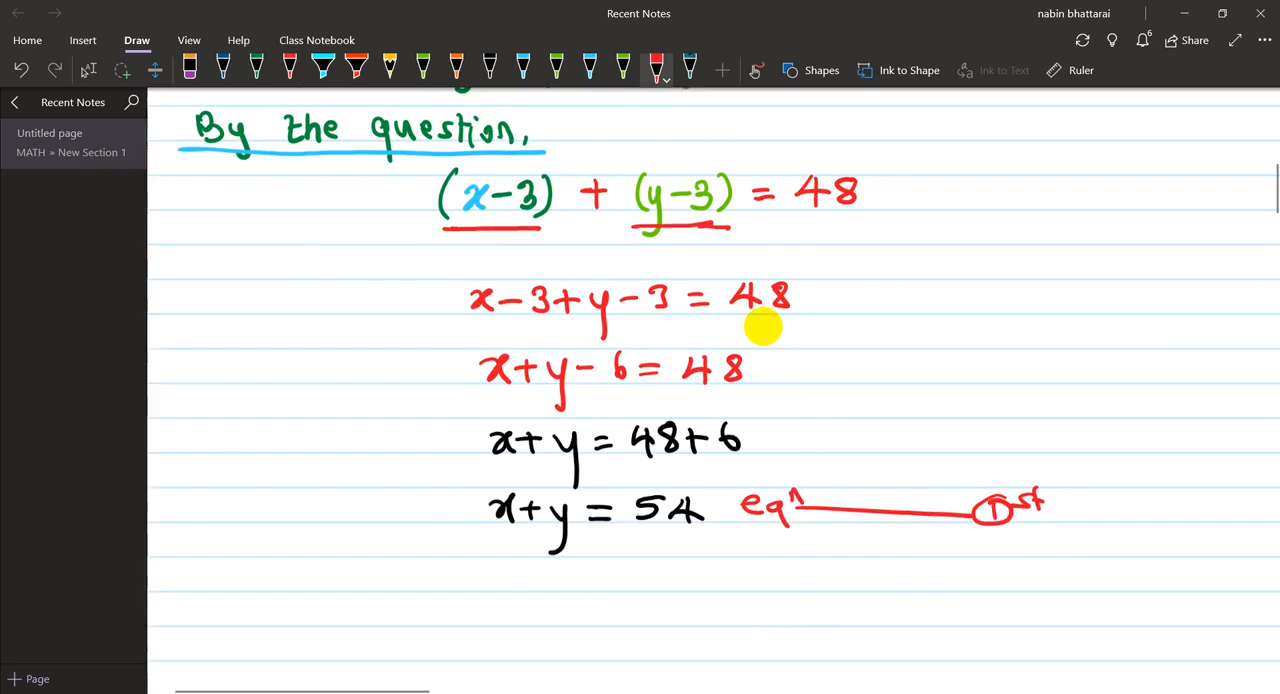 Recent Notes
nabin bhattarai
Home Insert Draw View Help Class Notebook
Share
Shapes Ink to Shape Ink to Text Ruler
Recent Notes
Untitled page
MATH » New Section 1
By the question,
(x-3) + (y-3) = 48
x-3+y-3 = 48
x+y-6 = 48
x+y = 48+6
x+y = 54 eqⁿ ① st
+ Page